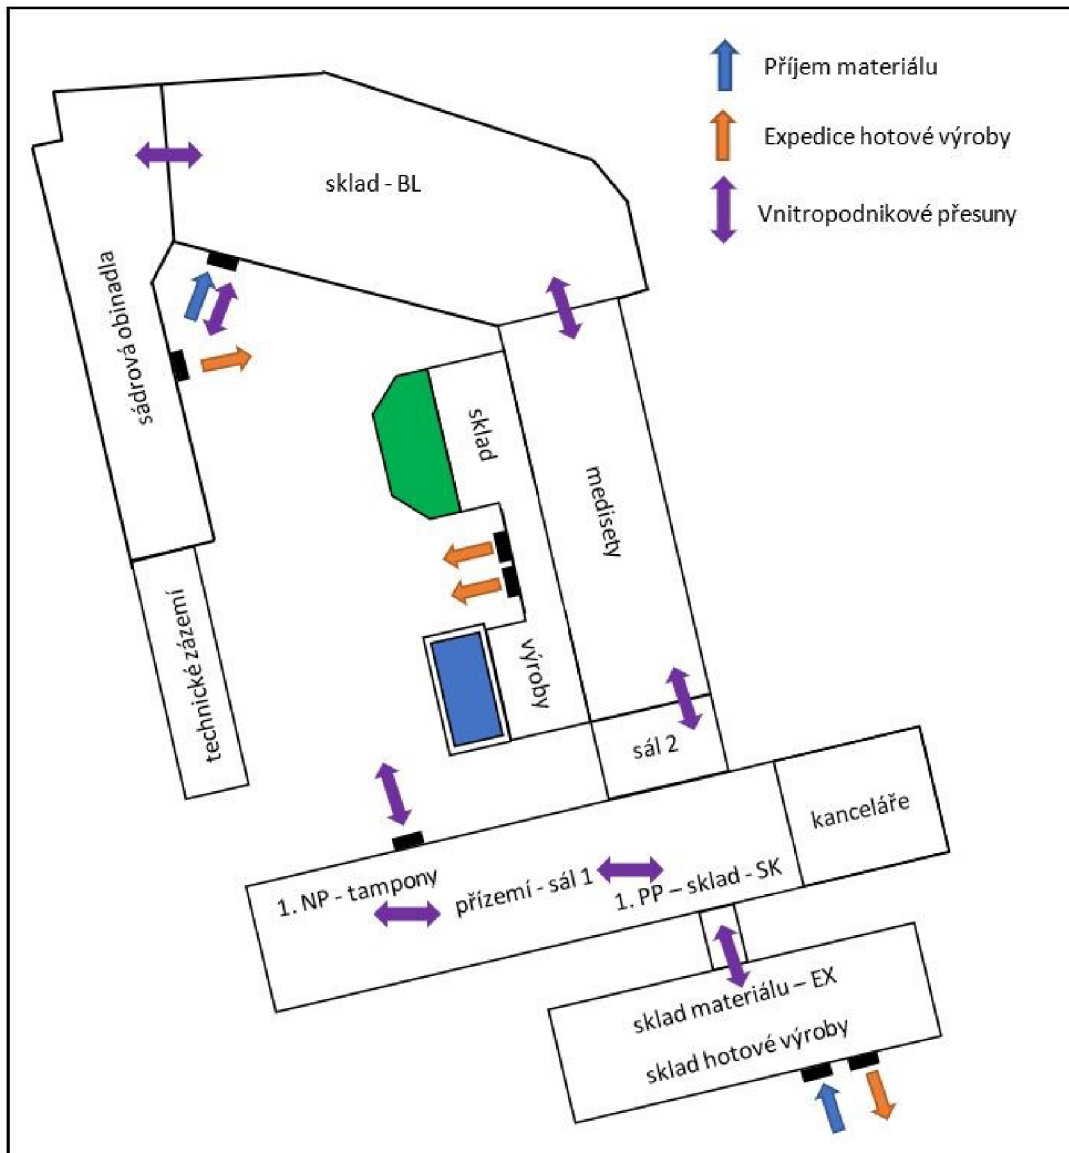 Příjem materiálu
Expedice hotové výroby
Vnitropodnikové přesuny
sklad - BL
sádrová obinadla
sklad
medisety
technické zázemí
výroby
sál 2
kanceláře
1. NP - tampony
přízemí - sál 1
1. PP – sklad - SK
sklad materiálu – EX
sklad hotové výroby